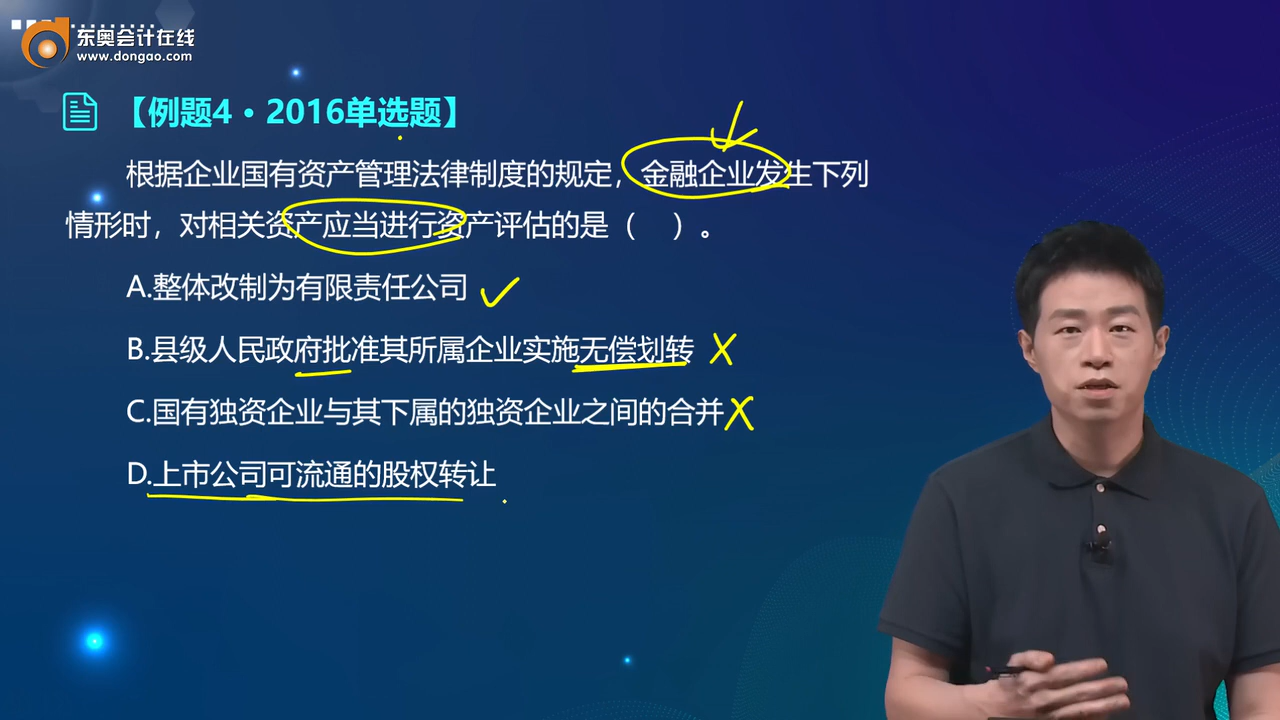 东奥会计在线
www.dongao.com
【例题4·2016单选题】
根据企业国有资产管理法律制度的规定，金融企业发生下列
情形时，对相关资产应当进行资产评估的是（　）。
A.整体改制为有限责任公司
B.县级人民政府批准其所属企业实施无偿划转
C.国有独资企业与其下属的独资企业之间的合并
D.上市公司可流通的股权转让